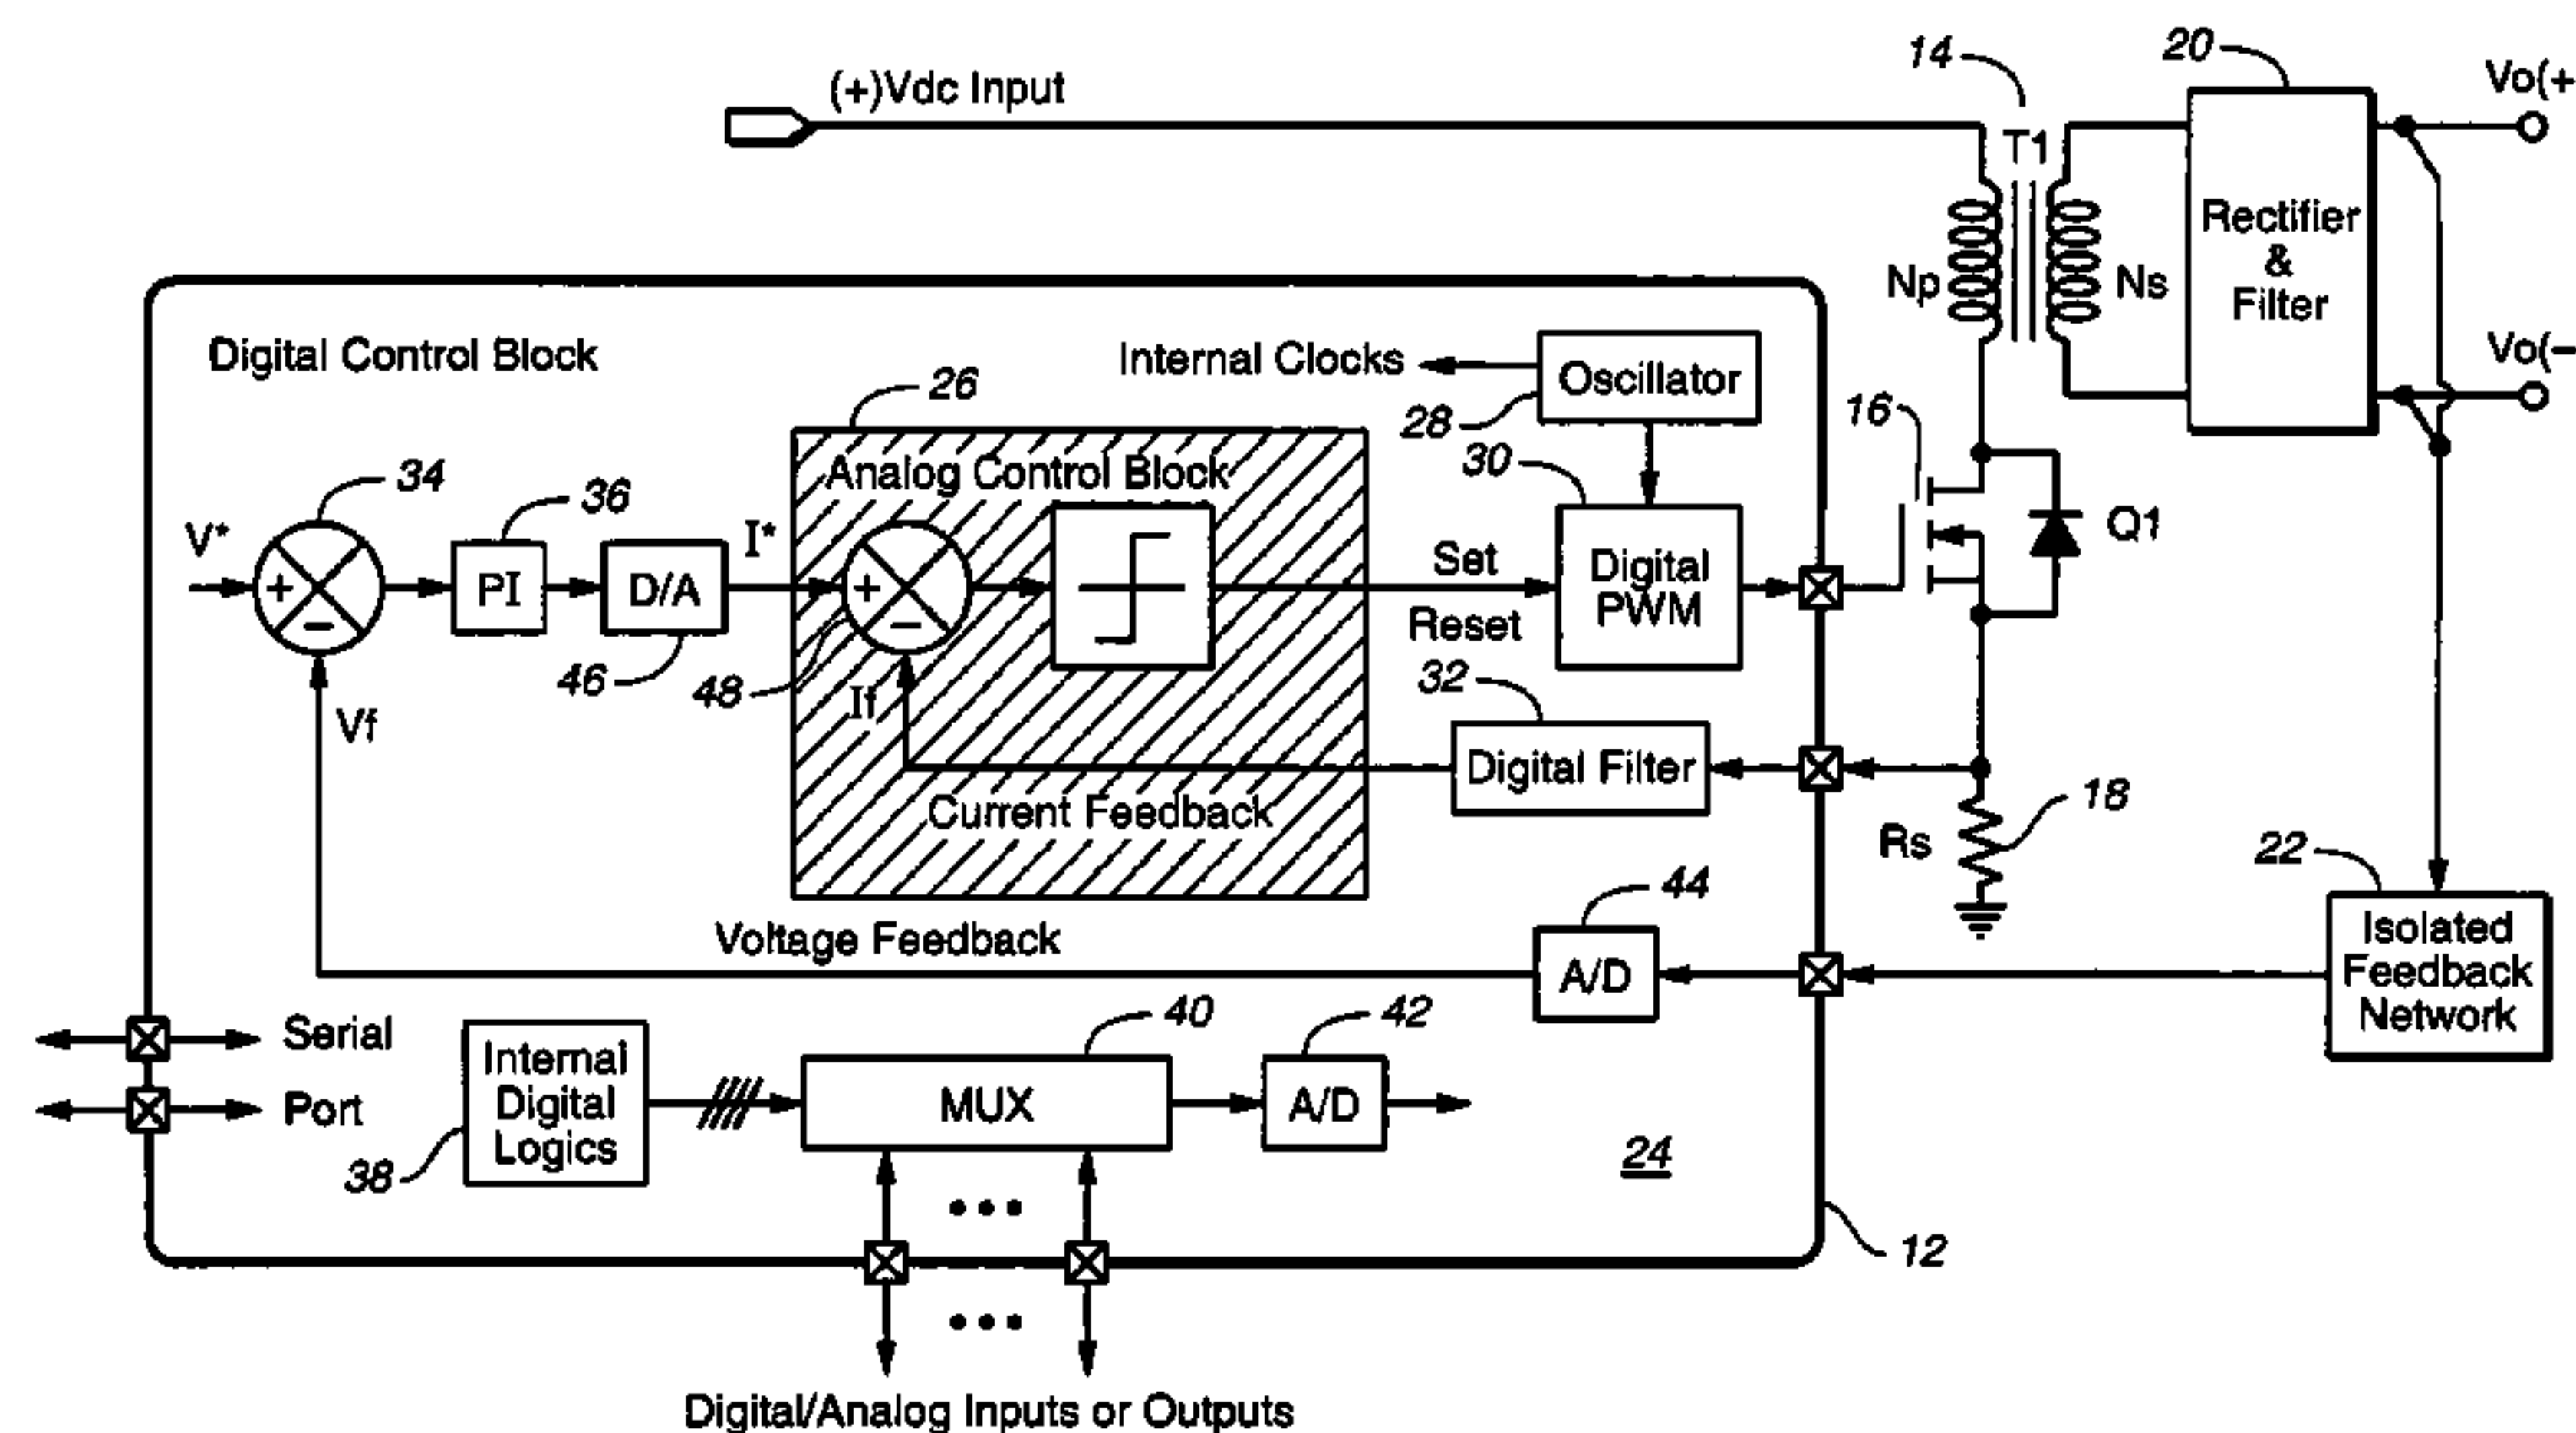 (+)Vdc Input
14
20
Vo(+
T1
Rectifier
&
Filter
Np
Ns
Vo(−
Digital Control Block
Internal Clocks
Oscillator
26
28
16
Analog Control Block
30
34
36
V*
+
−
PI
D/A
I*
+
−
Set
Reset
Digital
PWM
Q1
46
48
If
32
Vf
Digital Filter
Current Feedback
Rs
18
22
44
Voltage Feedback
A/D
Isolated
Feedback
Network
Serial
Port
Internal
Digital
Logics
38
40
MUX
42
A/D
24
12
Digital/Analog Inputs or Outputs